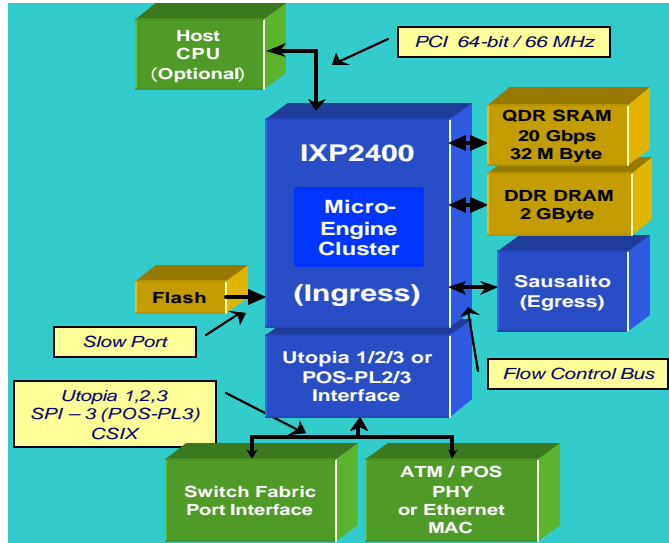 Host
CPU
(Optional)
PCI 64-bit / 66 MHz
IXP2400
Micro-
Engine
Cluster
(Ingress)
QDR SRAM
20 Gbps
32 M Byte
DDR DRAM
2 GByte
Sausalito
(Egress)
Flash
Slow Port
Utopia 1/2/3 or
POS-PL2/3
Interface
Flow Control Bus
Utopia 1,2,3
SPI – 3 (POS-PL3)
CSIX
Switch Fabric
Port Interface
ATM / POS
PHY
or Ethernet
MAC